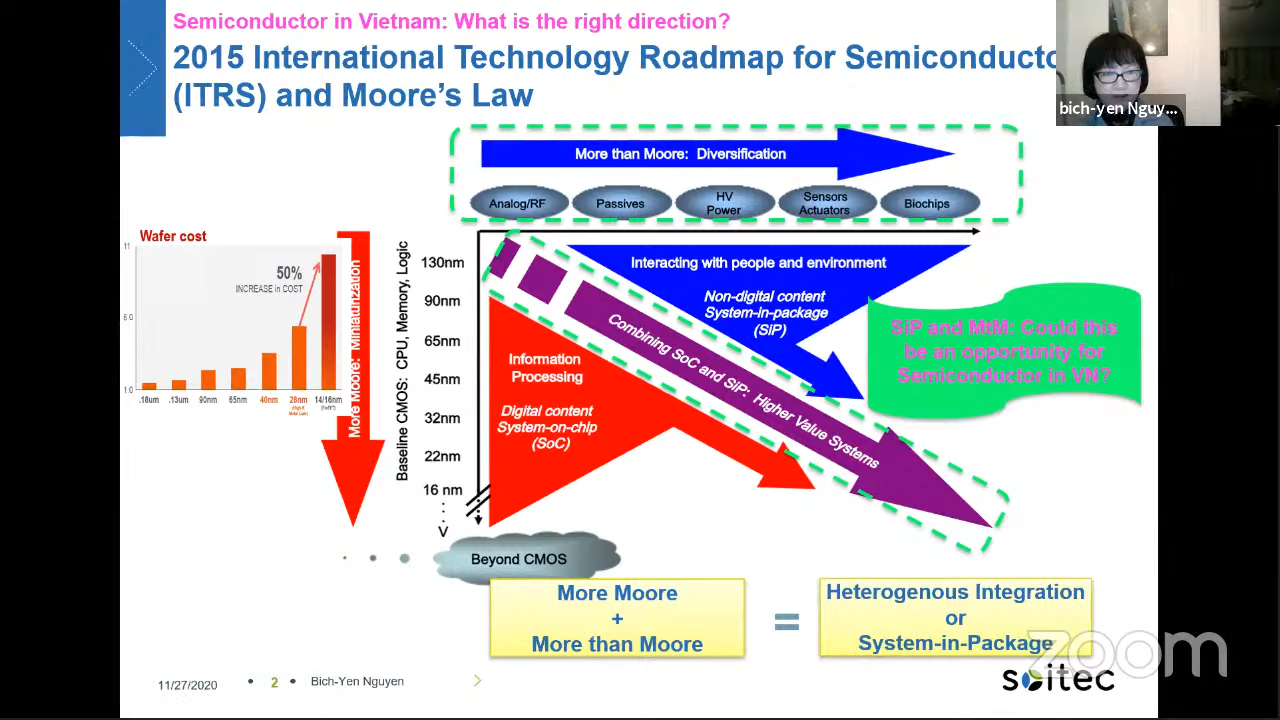 Semiconductor in Vietnam: What is the right direction?
2015 International Technology Roadmap for Semiconducto
(ITRS) and Moore's Law
bich-yen Nguy...
More than Moore: Diversification
Analog/RF
Passives
HV
Power
Sensors
Actuators
Biochips
Wafer cost
11
6.0
1.0
50%
INCREASE in COST
.18um
.13um
90nm
65nm
40nm
28nm
14/16nm
More Moore: Miniaturization
Baseline CMOS: CPU, Memory, Logic
130nm
90nm
65nm
45nm
32nm
22nm
16 nm
V
Interacting with people and environment
Non-digital content
System-in-package
(SiP)
Combining SoC and SiP: Higher Value Systems
Information
Processing
Digital content
System-on-chip
(SoC)
SiP and MtM: Could this
be an opportunity for
Semiconductor in VN?
Beyond CMOS
More Moore
+
More than Moore
=
Heterogenous Integration
or
System-in-Package
zoom
soitec
11/27/2020
2
Bich-Yen Nguyen